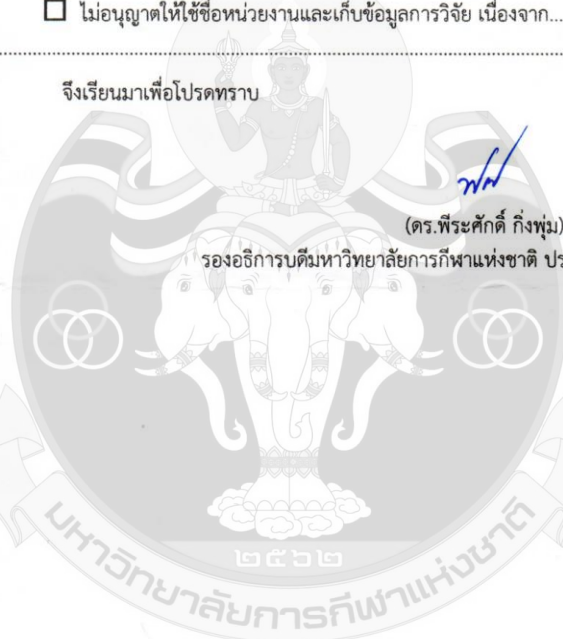 ☐ ไม่อนุญาตให้ใช้ชื่อหน่วยงานและเก็บข้อมูลการวิจัย เนื่องจาก...
จึงเรียนมาเพื่อโปรดทราบ
(ดร.พีระศักดิ์ กิ่งพุ่ม)
รองอธิการบดีมหาวิทยาลัยการกีฬาแห่งชาติ ปร
๒๕๖๒
มหาวิทยาลัยการกีฬาแห่งชาติ